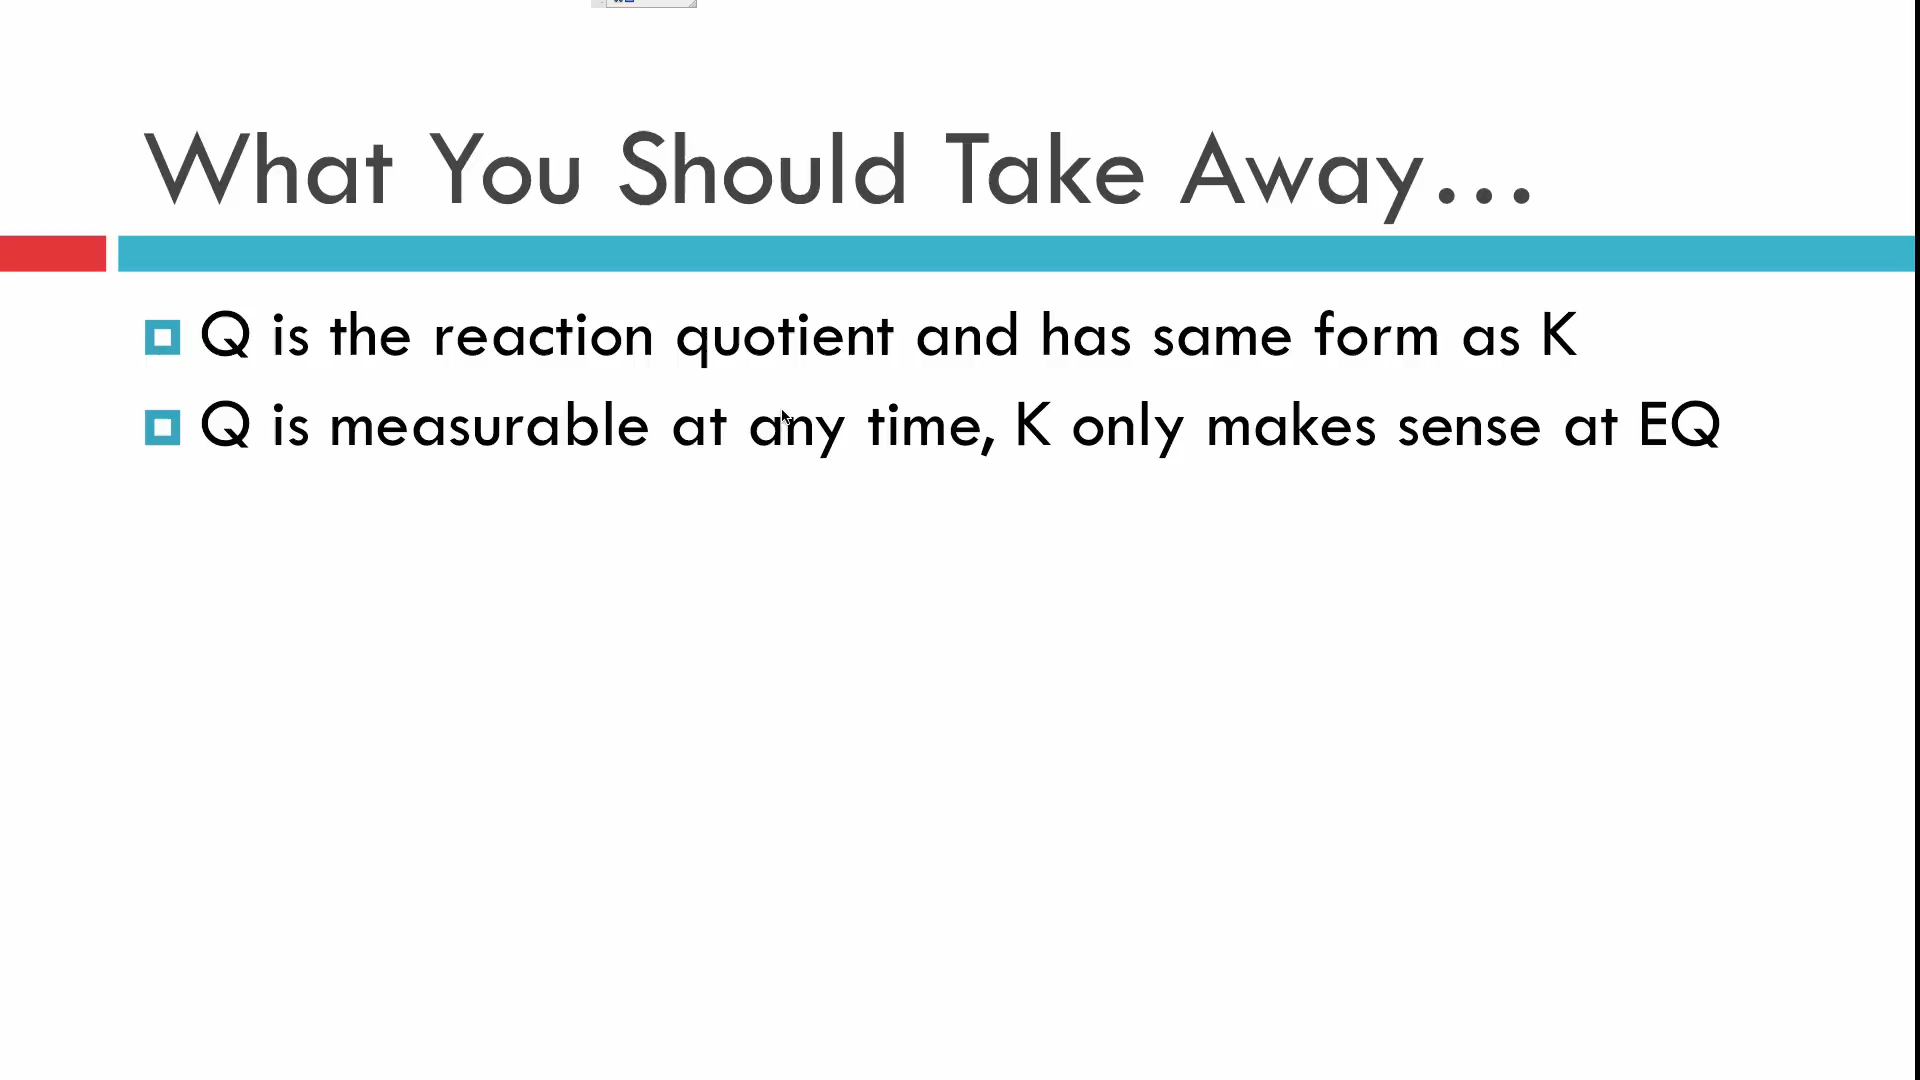 What You Should Take Away...
Q is the reaction quotient and has same form as K
Q is measurable at any time, K only makes sense at EQ